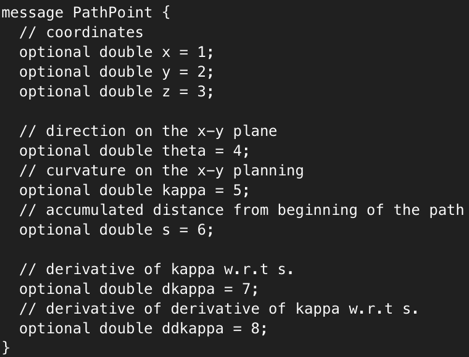 message PathPoint {
  // coordinates
  optional double x = 1;
  optional double y = 2;
  optional double z = 3;

  // direction on the x-y plane
  optional double theta = 4;
  // curvature on the x-y planning
  optional double kappa = 5;
  // accumulated distance from beginning of the path
  optional double s = 6;

  // derivative of kappa w.r.t s.
  optional double dkappa = 7;
  // derivative of derivative of kappa w.r.t s.
  optional double ddkappa = 8;
}